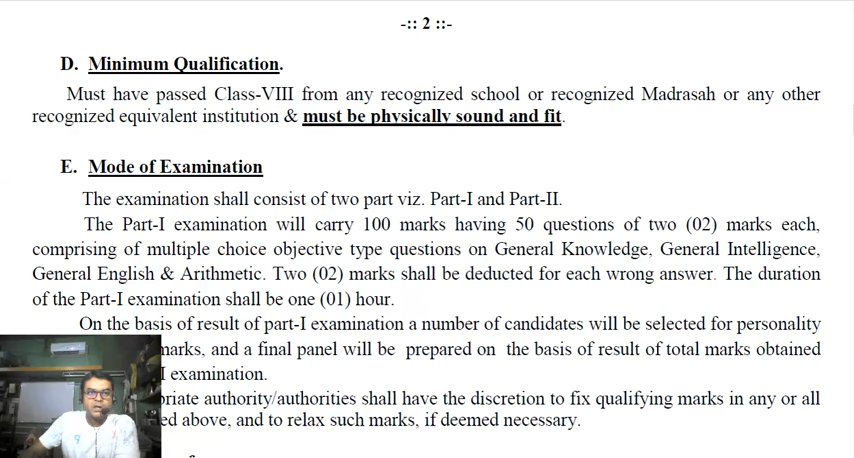 -:: 2 ::-
D. Minimum Qualification.
Must have passed Class-VIII from any recognized school or recognized Madrasah or any other
recognized equivalent institution & must be physically sound and fit.
E. Mode of Examination
The examination shall consist of two part viz. Part-I and Part-II.
The Part-I examination will carry 100 marks having 50 questions of two (02) marks each,
comprising of multiple choice objective type questions on General Knowledge, General Intelligence,
General English & Arithmetic. Two (02) marks shall be deducted for each wrong answer. The duration
of the Part-I examination shall be one (01) hour.
On the basis of result of part-I examination a number of candidates will be selected for personality
marks, and a final panel will be prepared on the basis of result of total marks obtained
I examination.
priate authority/authorities shall have the discretion to fix qualifying marks in any or all
ed above, and to relax such marks, if deemed necessary.